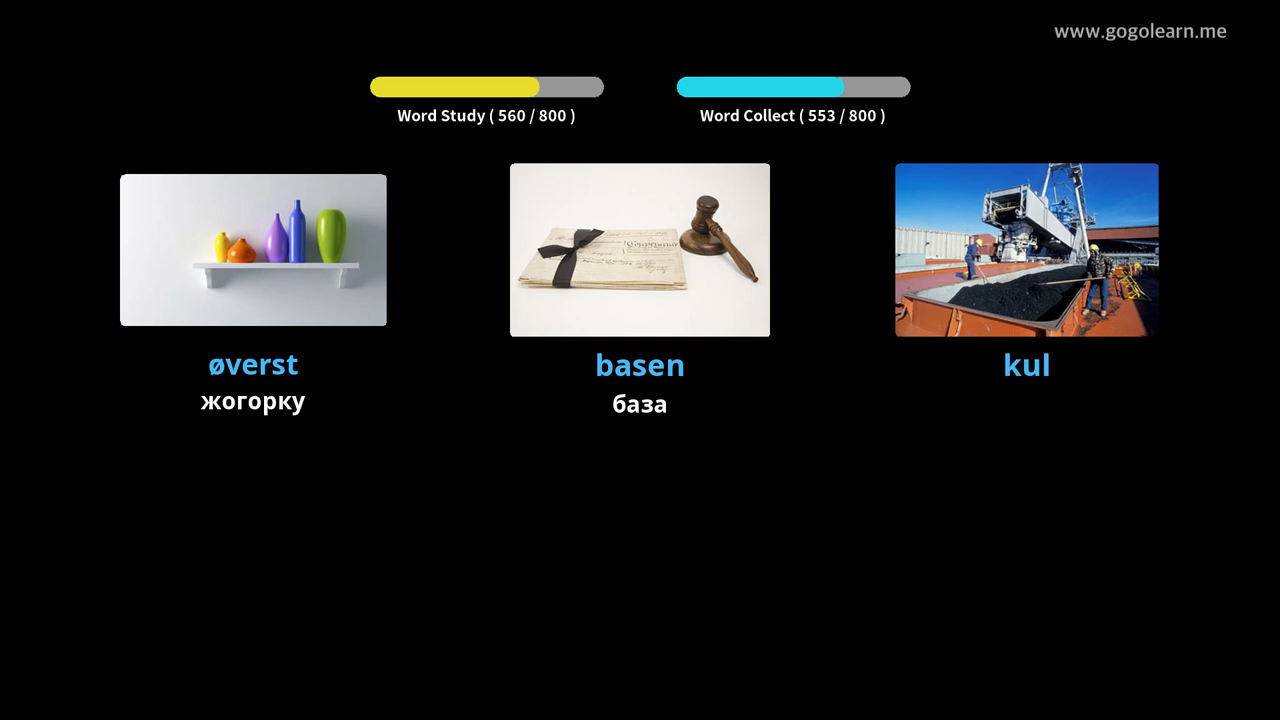 www.gogolearn.me
Word Study ( 560 / 800 )
Word Collect ( 553 / 800 )
øverst
basen
kul
жогорку
база